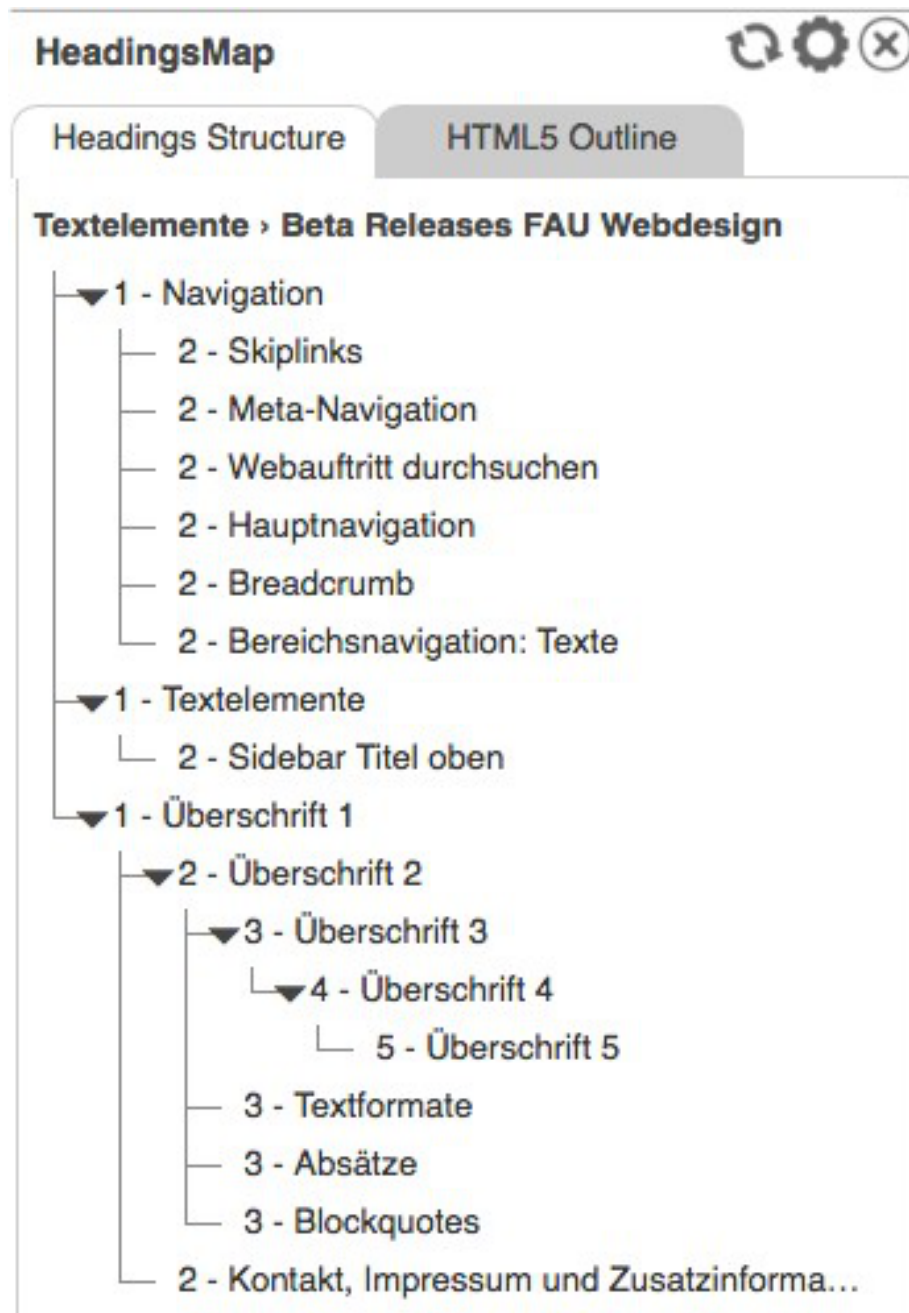 HeadingsMap
Headings Structure HTML5 Outline
Textelemente › Beta Releases FAU Webdesign
1 - Navigation
2 - Skiplinks
2 - Meta-Navigation
2 - Webauftritt durchsuchen
2 - Hauptnavigation
2 - Breadcrumb
2 - Bereichsnavigation: Texte
1 - Textelemente
2 - Sidebar Titel oben
1 - Überschrift 1
2 - Überschrift 2
3 - Überschrift 3
4 - Überschrift 4
5 - Überschrift 5
3 - Textformate
3 - Absätze
3 - Blockquotes
2 - Kontakt, Impressum und Zusatzinforma…